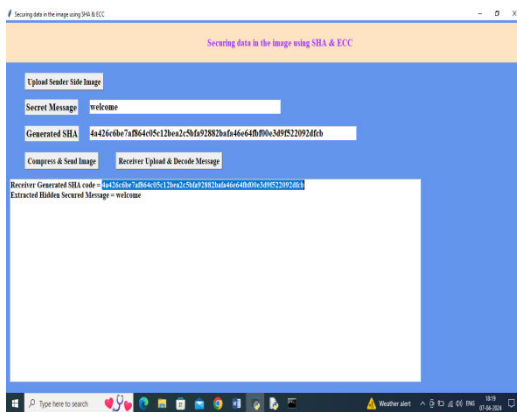 Securing data in the image using SHA & ECC
Securing data in the image using SHA & ECC
Upload Sender Side Image
Secret Message welcome
Generated SHA 4a426c6be7af864c05c12bea2c5bfa92882bafa46e64fbf00e3d9f522092dfcb
Compress & Send Image Receiver Upload & Decode Message
Receiver Generated SHA code = 4a426c6be7af864c05c12bea2c5bfa92882bafa46e64fbf00e3d9f522092dfcb
Extracted Hidden Secured Message = welcome
Type here to search Weather alert ENG 18:19
07-04-2024